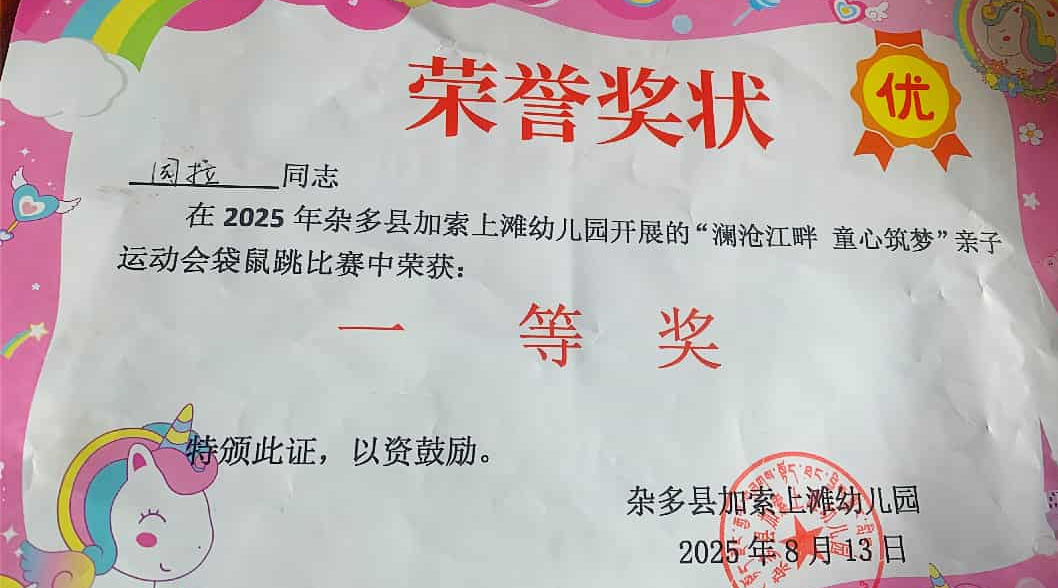 荣誉奖状
优
同志
在 2025 年杂多县加索上滩幼儿园开展的“澜沧江畔 童心筑梦”亲子
运动会袋鼠跳比赛中荣获：
一 等 奖
特颁此证，以资鼓励。
杂多县加索上滩幼儿园
2025 年 8 月 13 日